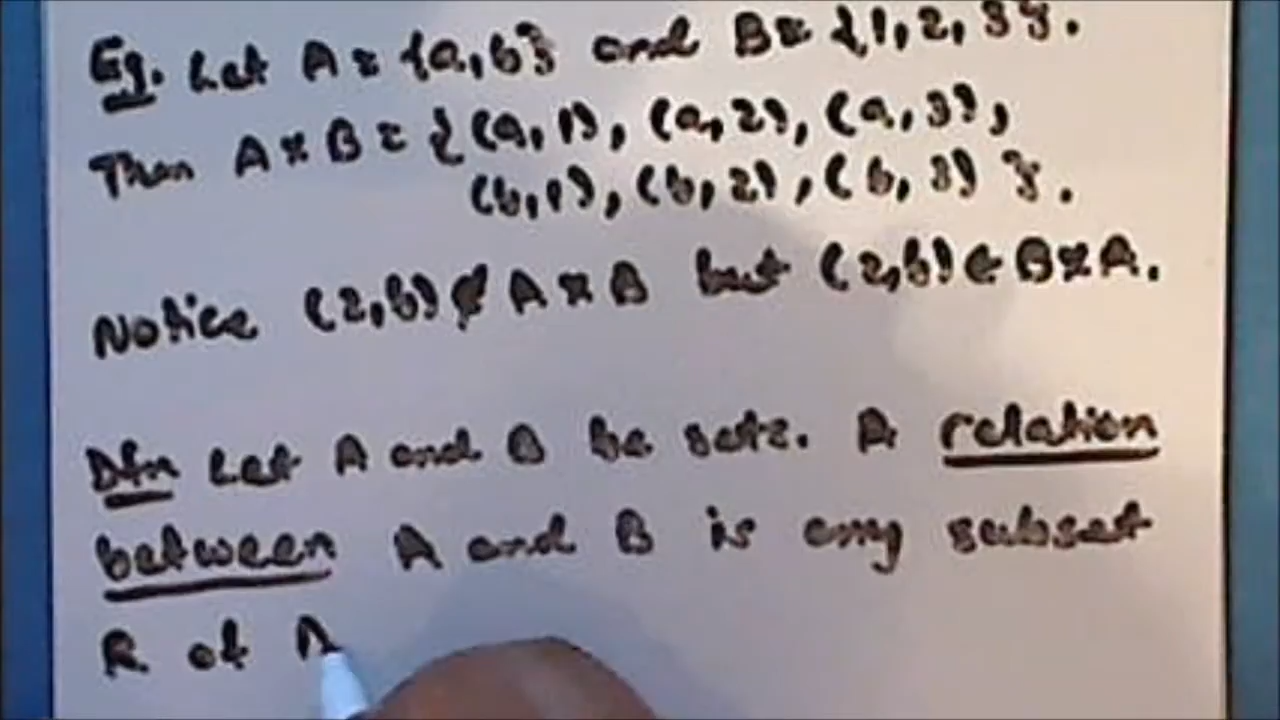 Eg. Let A = {a, b} and B = {1, 2, 3}.
Then A × B = {(a, 1), (a, 2), (a, 3),
(b, 1), (b, 2), (b, 3)}.
Notice (2, b) ∉ A × B but (2, b) ∈ B × A.
Dfn Let A and B be sets. A relation
between A and B is any subset
R of A